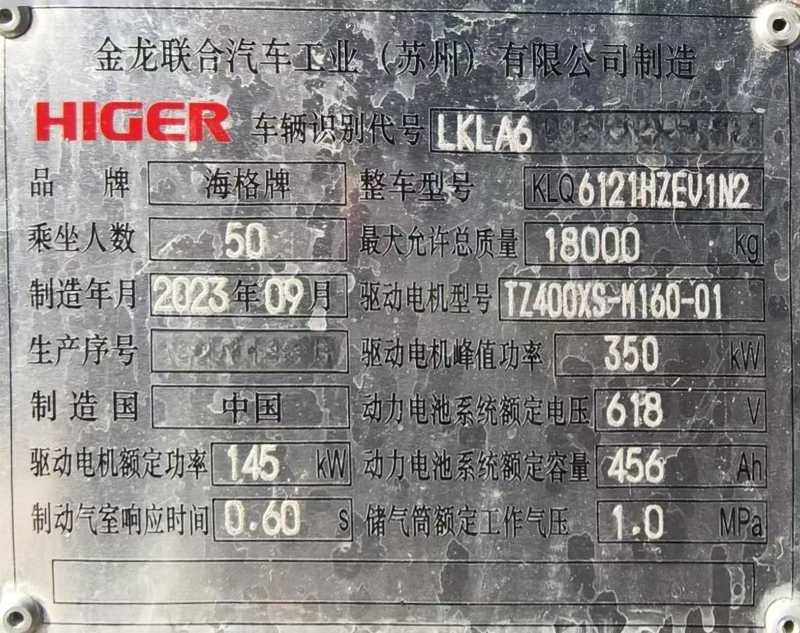 金龙联合汽车工业（苏州）有限公司制造
HIGER 车辆识别代号 LKLA6
品牌 海格牌 整车型号 KLQ6121HZEV1N2
乘坐人数 50 最大允许总质量 18000 kg
制造年月 2023年09月 驱动电机型号 TZ400XS-M160-01
生产序号 驱动电机峰值功率 350 kW
制造国 中国 动力电池系统额定电压 618 V
驱动电机额定功率 145 kW 动力电池系统额定容量 456 Ah
制动气室响应时间 0.60 s 储气筒额定工作气压 1.0 MPa